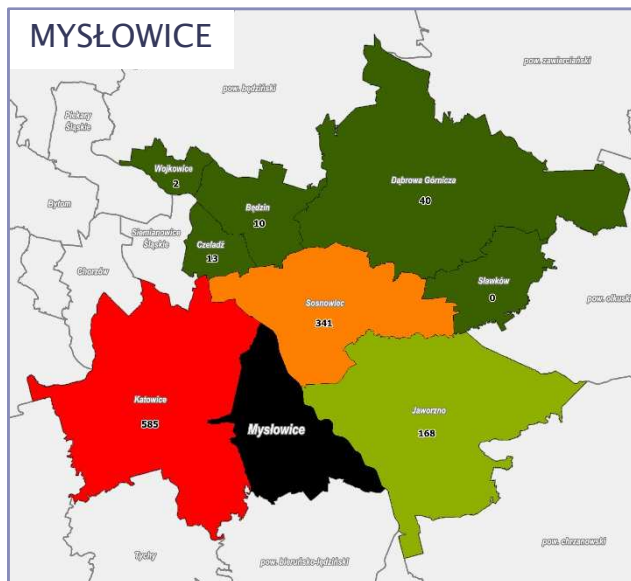 MYSŁOWICE
pow. zawierciański
pow. będziński
Piekary
Śląskie
Wojkowice
2
Dąbrowa Górnicza
40
Bytom
Będzin
10
Siemianowice
Śląskie
Czeladź
13
Chorzów
Sławków
0
pow. olkuski
Sosnowiec
341
Katowice
585
Jaworzno
168
Mysłowice
pow. chrzanowski
Tychy
pow. bieruńsko-lędziński